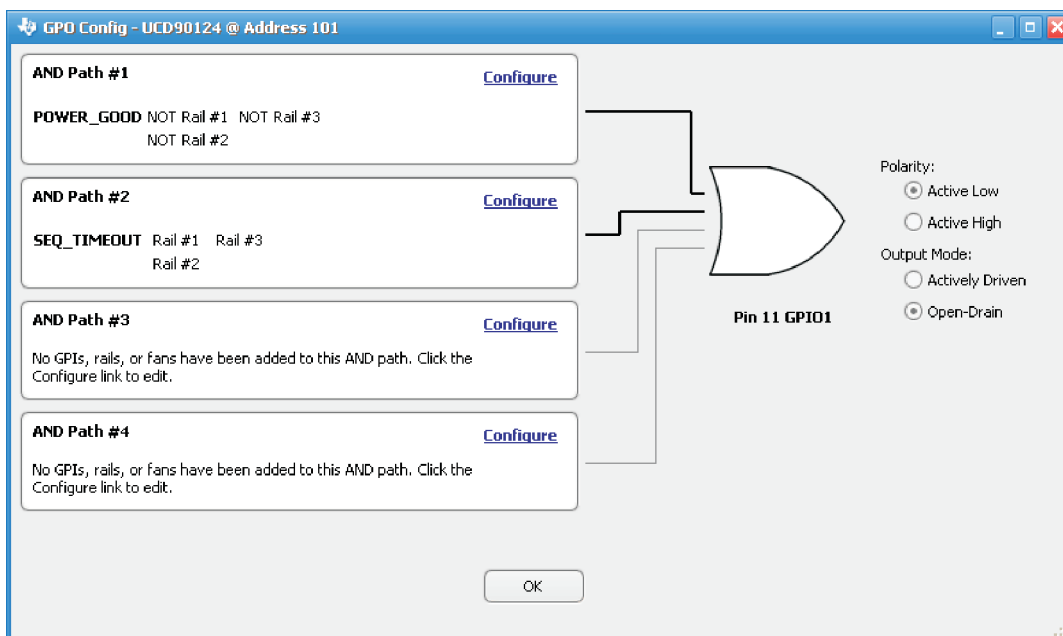 GPO Config - UCD90124 @ Address 101
AND Path #1
Configure
POWER_GOOD NOT Rail #1 NOT Rail #3
NOT Rail #2
AND Path #2
Configure
SEQ_TIMEOUT Rail #1 Rail #3
Rail #2
AND Path #3
Configure
No GPIs, rails, or fans have been added to this AND path. Click the
Configure link to edit.
AND Path #4
Configure
No GPIs, rails, or fans have been added to this AND path. Click the
Configure link to edit.
Pin 11 GPIO1
Polarity:
Active Low
Active High
Output Mode:
Actively Driven
Open-Drain
OK